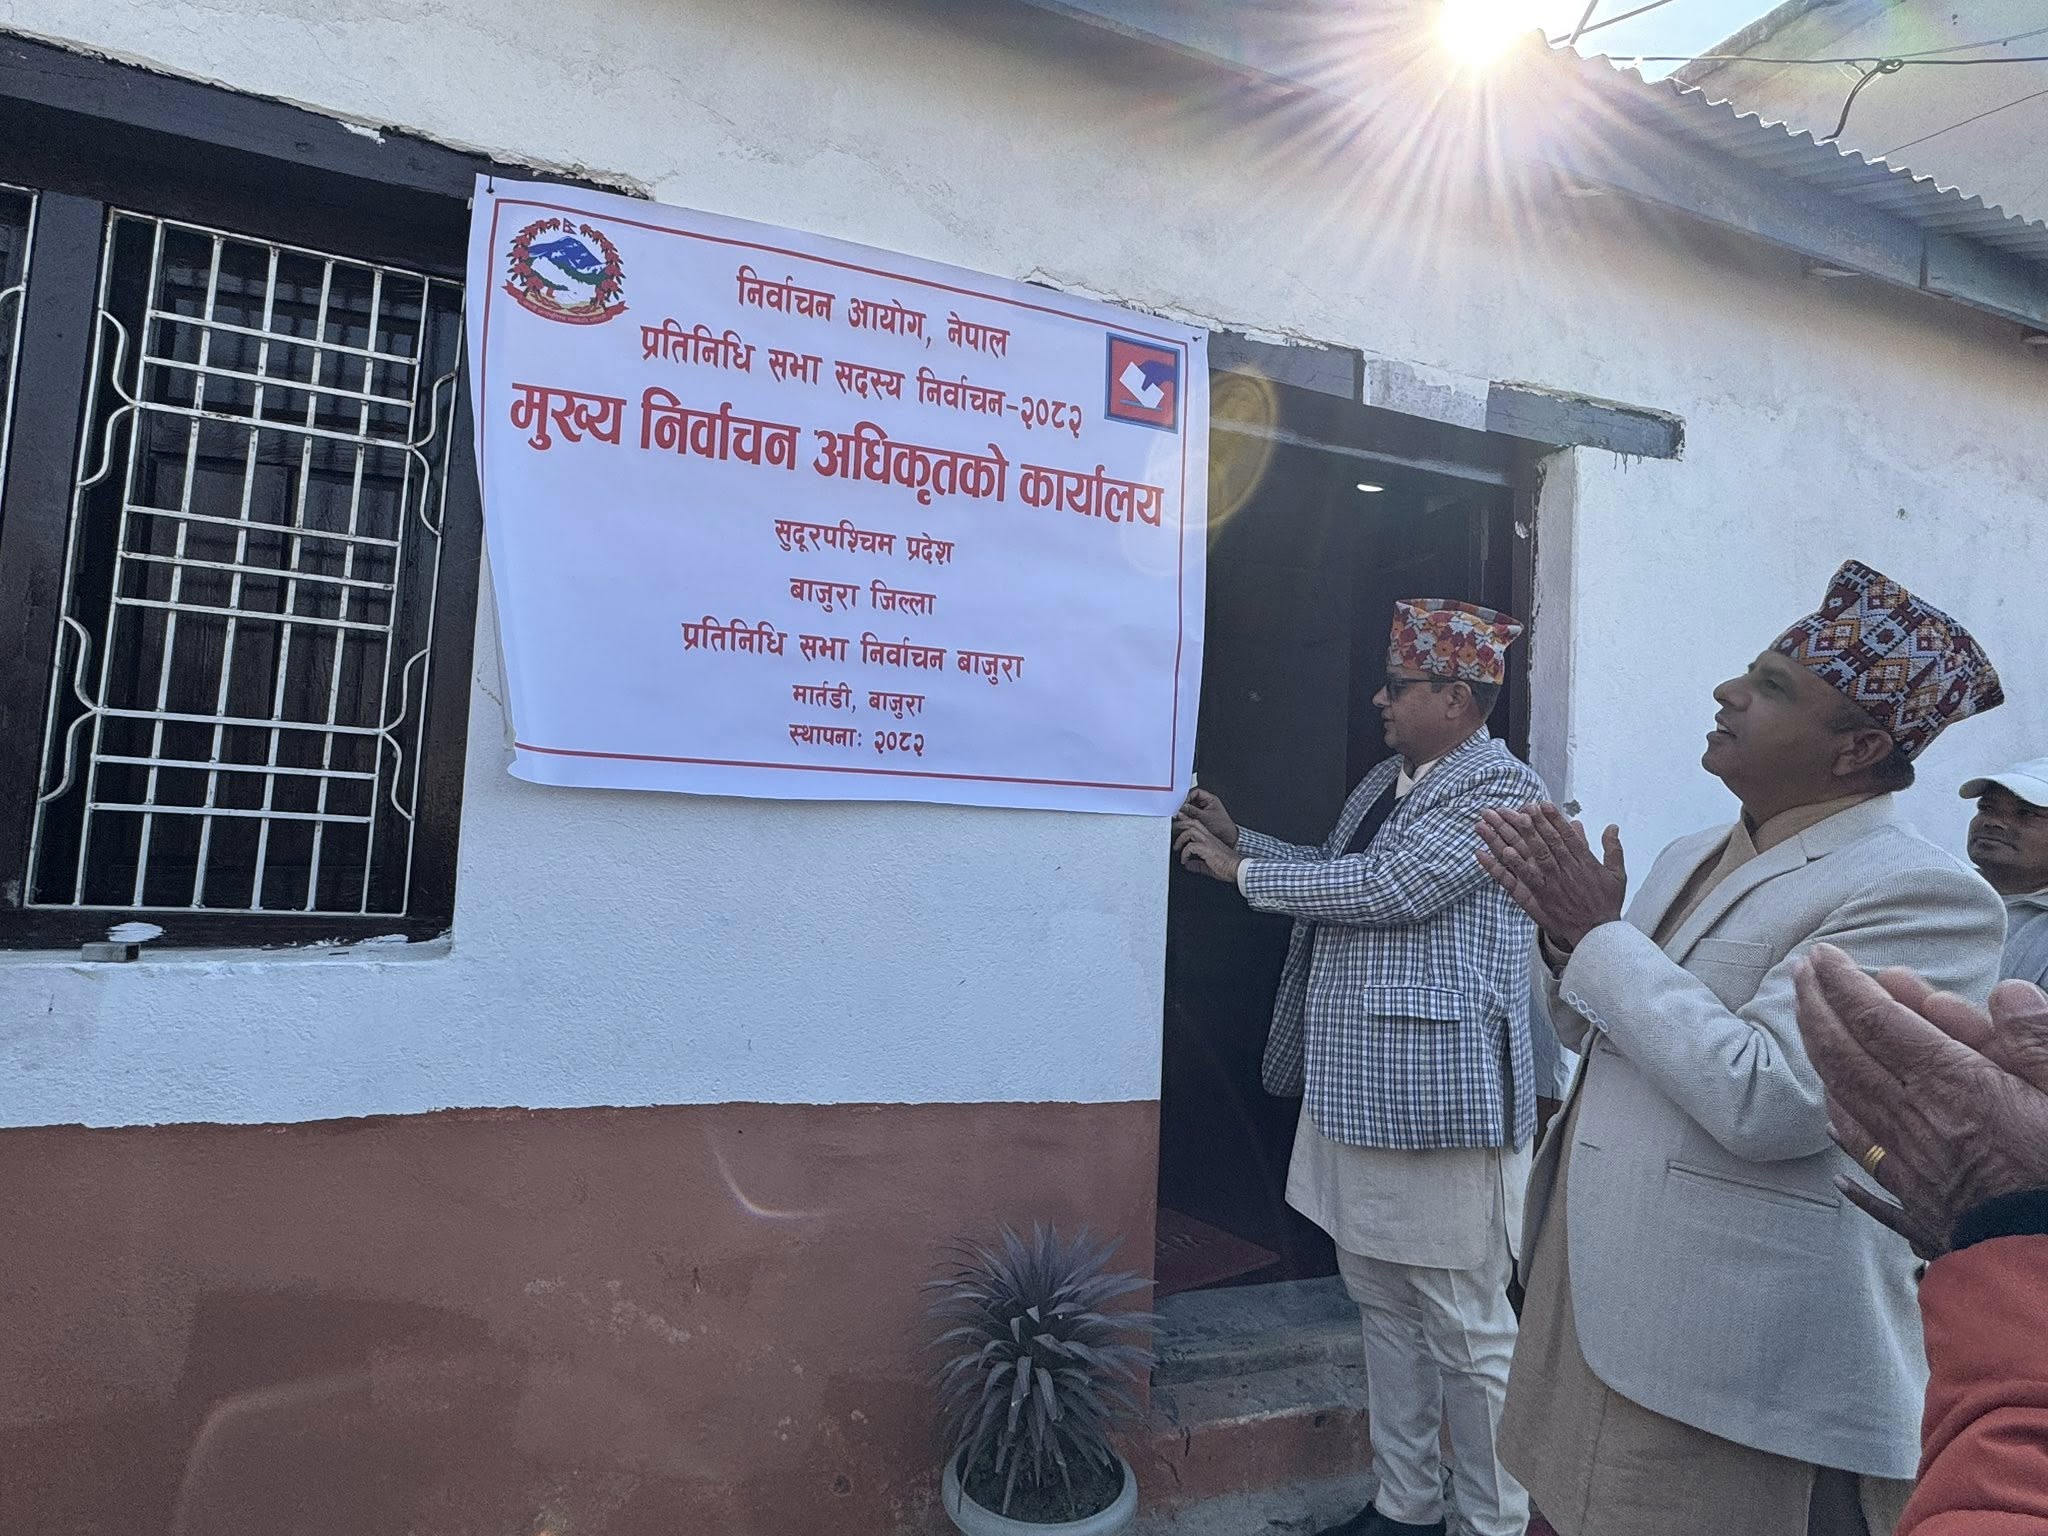 निर्वाचन आयोग, नेपाल
प्रतिनिधि सभा सदस्य निर्वाचन-२०८२
मुख्य निर्वाचन अधिकृतको कार्यालय
सुदूरपश्चिम प्रदेश
बाजुरा जिल्ला
प्रतिनिधि सभा निर्वाचन बाजुरा
मार्तडी, बाजुरा
स्थापनाः २०८२